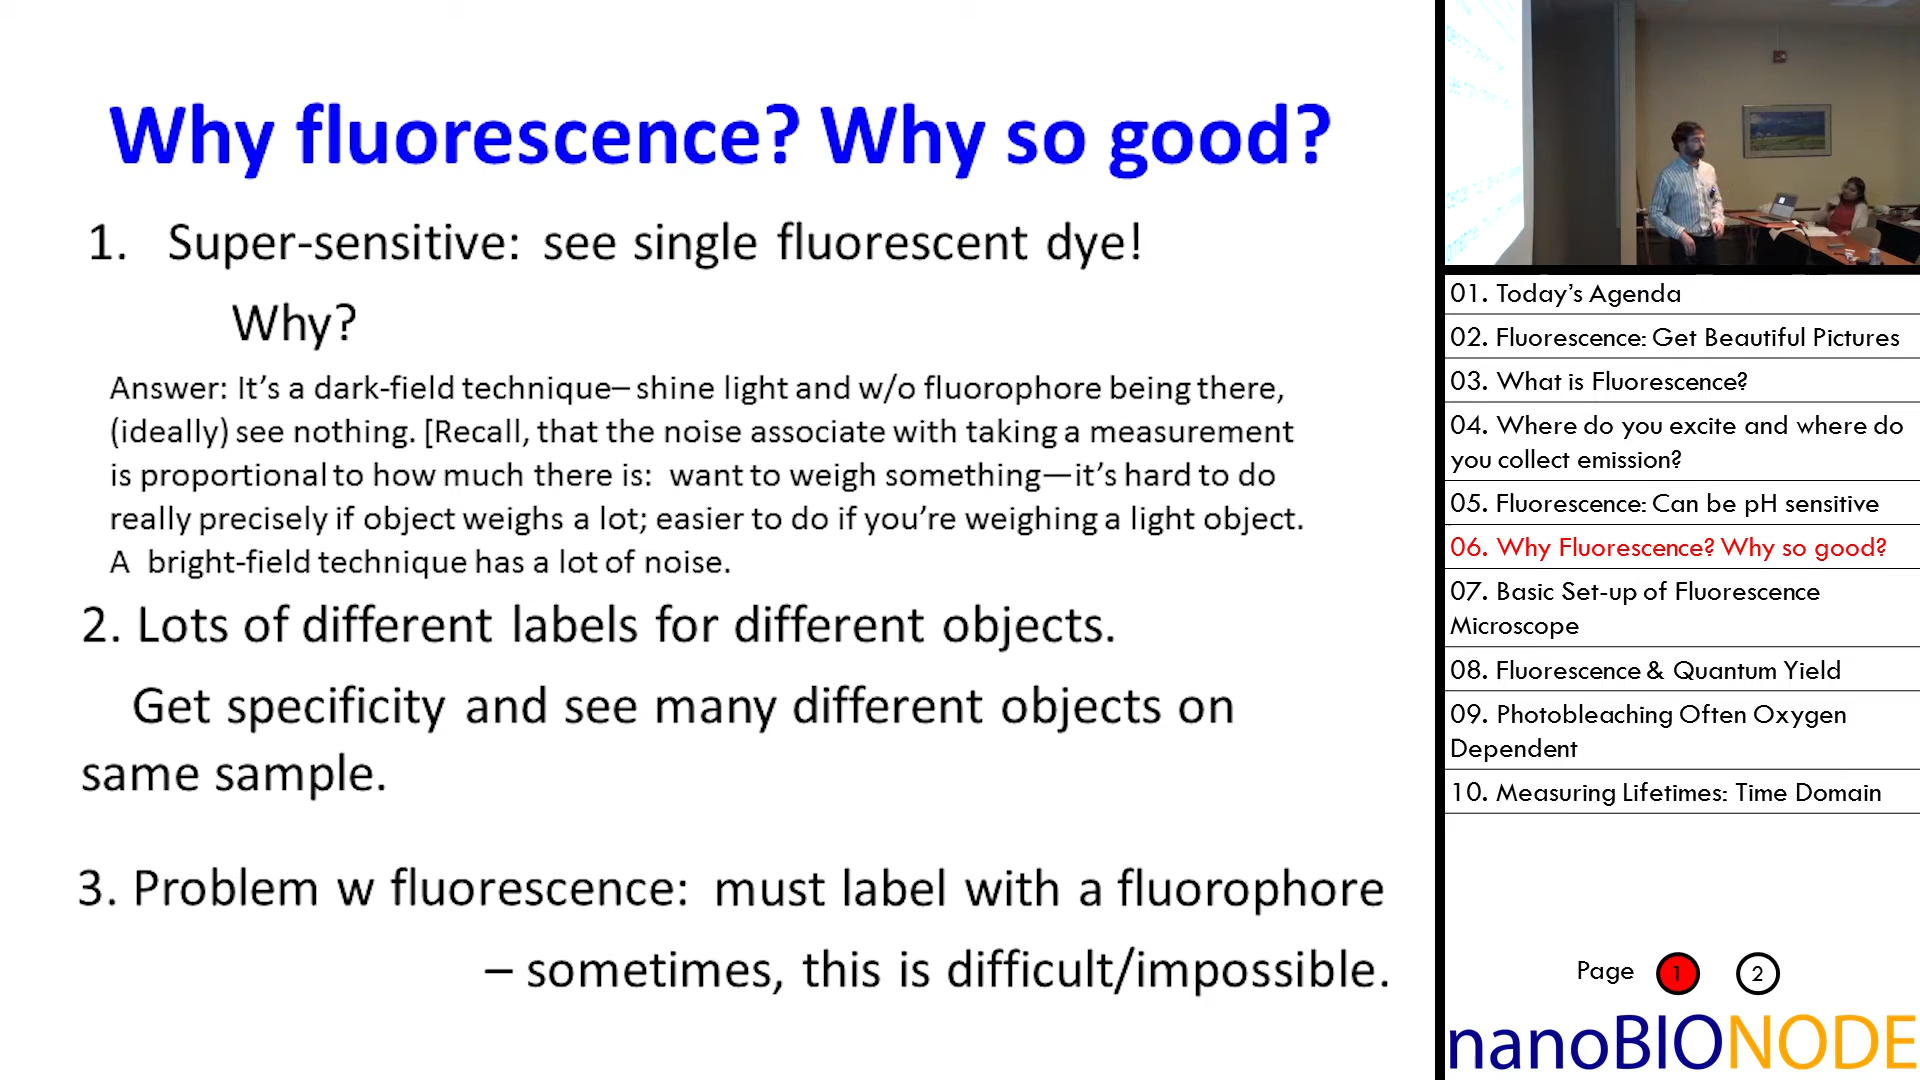 Why fluorescence? Why so good?
1. Super-sensitive: see single fluorescent dye!
Why?
Answer: It's a dark-field technique– shine light and w/o fluorophore being there,
(ideally) see nothing. [Recall, that the noise associate with taking a measurement
is proportional to how much there is: want to weigh something—it's hard to do
really precisely if object weighs a lot; easier to do if you're weighing a light object.
A bright-field technique has a lot of noise.
2. Lots of different labels for different objects.
Get specificity and see many different objects on
same sample.
3. Problem w fluorescence: must label with a fluorophore
– sometimes, this is difficult/impossible.
01. Today's Agenda
02. Fluorescence: Get Beautiful Pictures
03. What is Fluorescence?
04. Where do you excite and where do
you collect emission?
05. Fluorescence: Can be pH sensitive
06. Why Fluorescence? Why so good?
07. Basic Set-up of Fluorescence
Microscope
08. Fluorescence & Quantum Yield
09. Photobleaching Often Oxygen
Dependent
10. Measuring Lifetimes: Time Domain
Page 1 2
nanoBIONODE